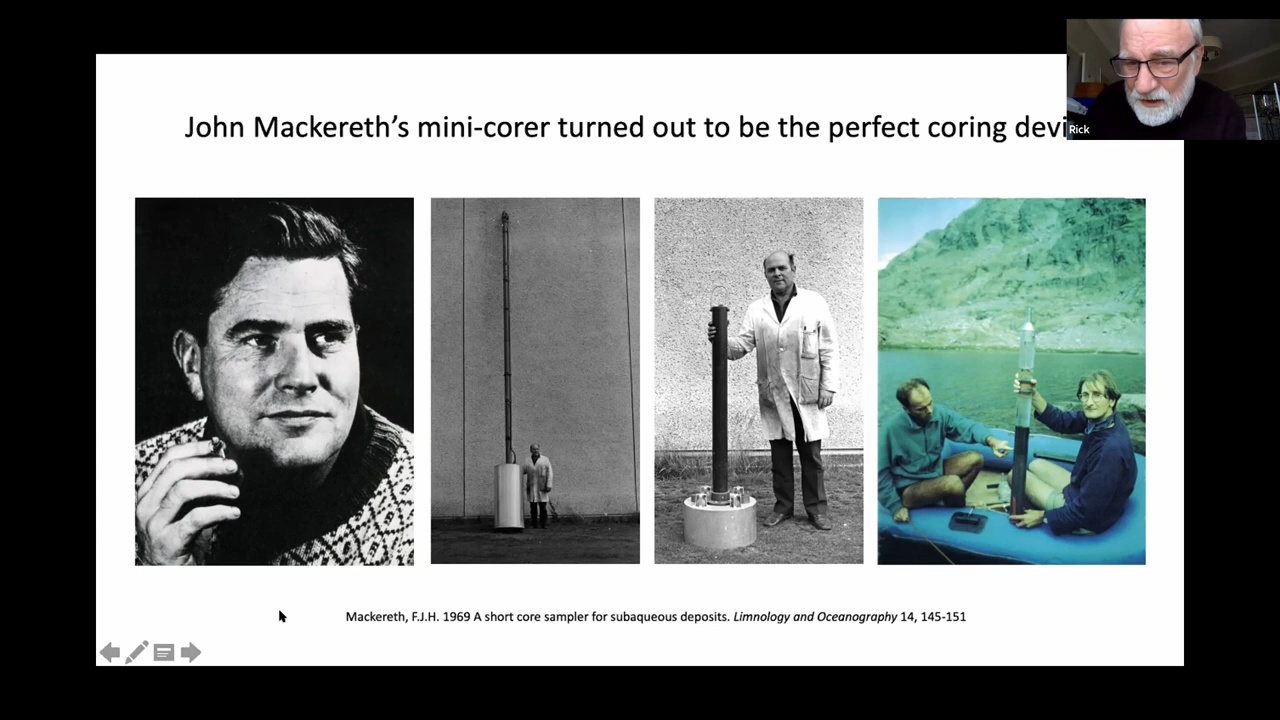 John Mackereth's mini-corer turned out to be the perfect coring devi
Rick
Mackereth, F.J.H. 1969 A short core sampler for subaqueous deposits. Limnology and Oceanography 14, 145-151